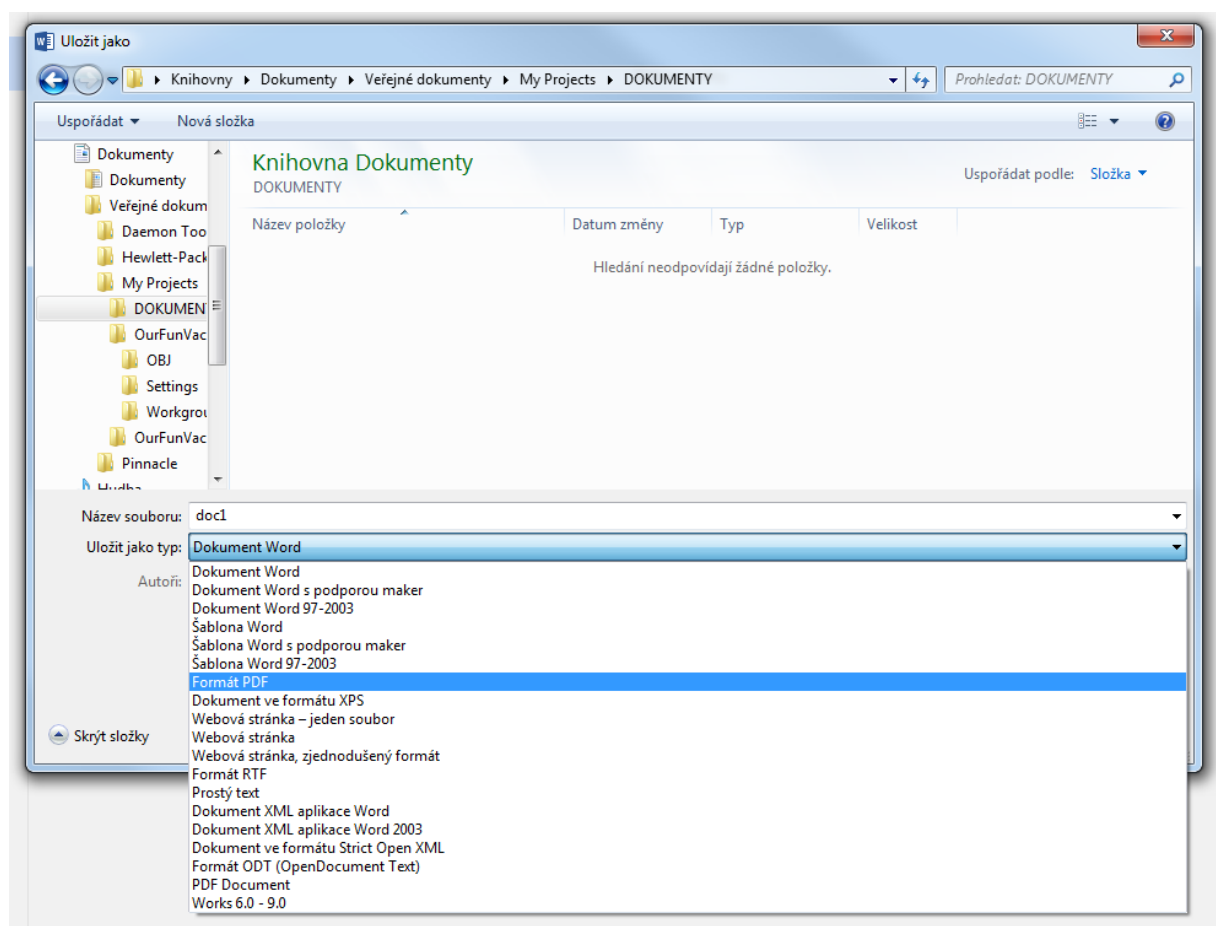 Uložit jako
Knihovny ▸ Dokumenty ▸ Veřejné dokumenty ▸ My Projects ▸ DOKUMENTY
Prohledat: DOKUMENTY
Uspořádat Nová složka
Dokumenty
Dokumenty
Veřejné dokum
Daemon Too
Hewlett-Pack
My Projects
DOKUMEN
OurFunVac
OBJ
Settings
Workgrou
OurFunVac
Pinnacle
Hudba
Knihovna Dokumenty
DOKUMENTY
Uspořádat podle: Složka
Název položky Datum změny Typ Velikost
Hledání neodpovídají žádné položky.
Název souboru: doc1
Uložit jako typ: Dokument Word
Autoři:
Dokument Word
Dokument Word s podporou maker
Dokument Word 97-2003
Šablona Word
Šablona Word s podporou maker
Šablona Word 97-2003
Formát PDF
Dokument ve formátu XPS
Webová stránka – jeden soubor
Webová stránka
Webová stránka, zjednodušený formát
Formát RTF
Prostý text
Dokument XML aplikace Word
Dokument XML aplikace Word 2003
Dokument ve formátu Strict Open XML
Formát ODT (OpenDocument Text)
PDF Document
Works 6.0 - 9.0
Skrýt složky